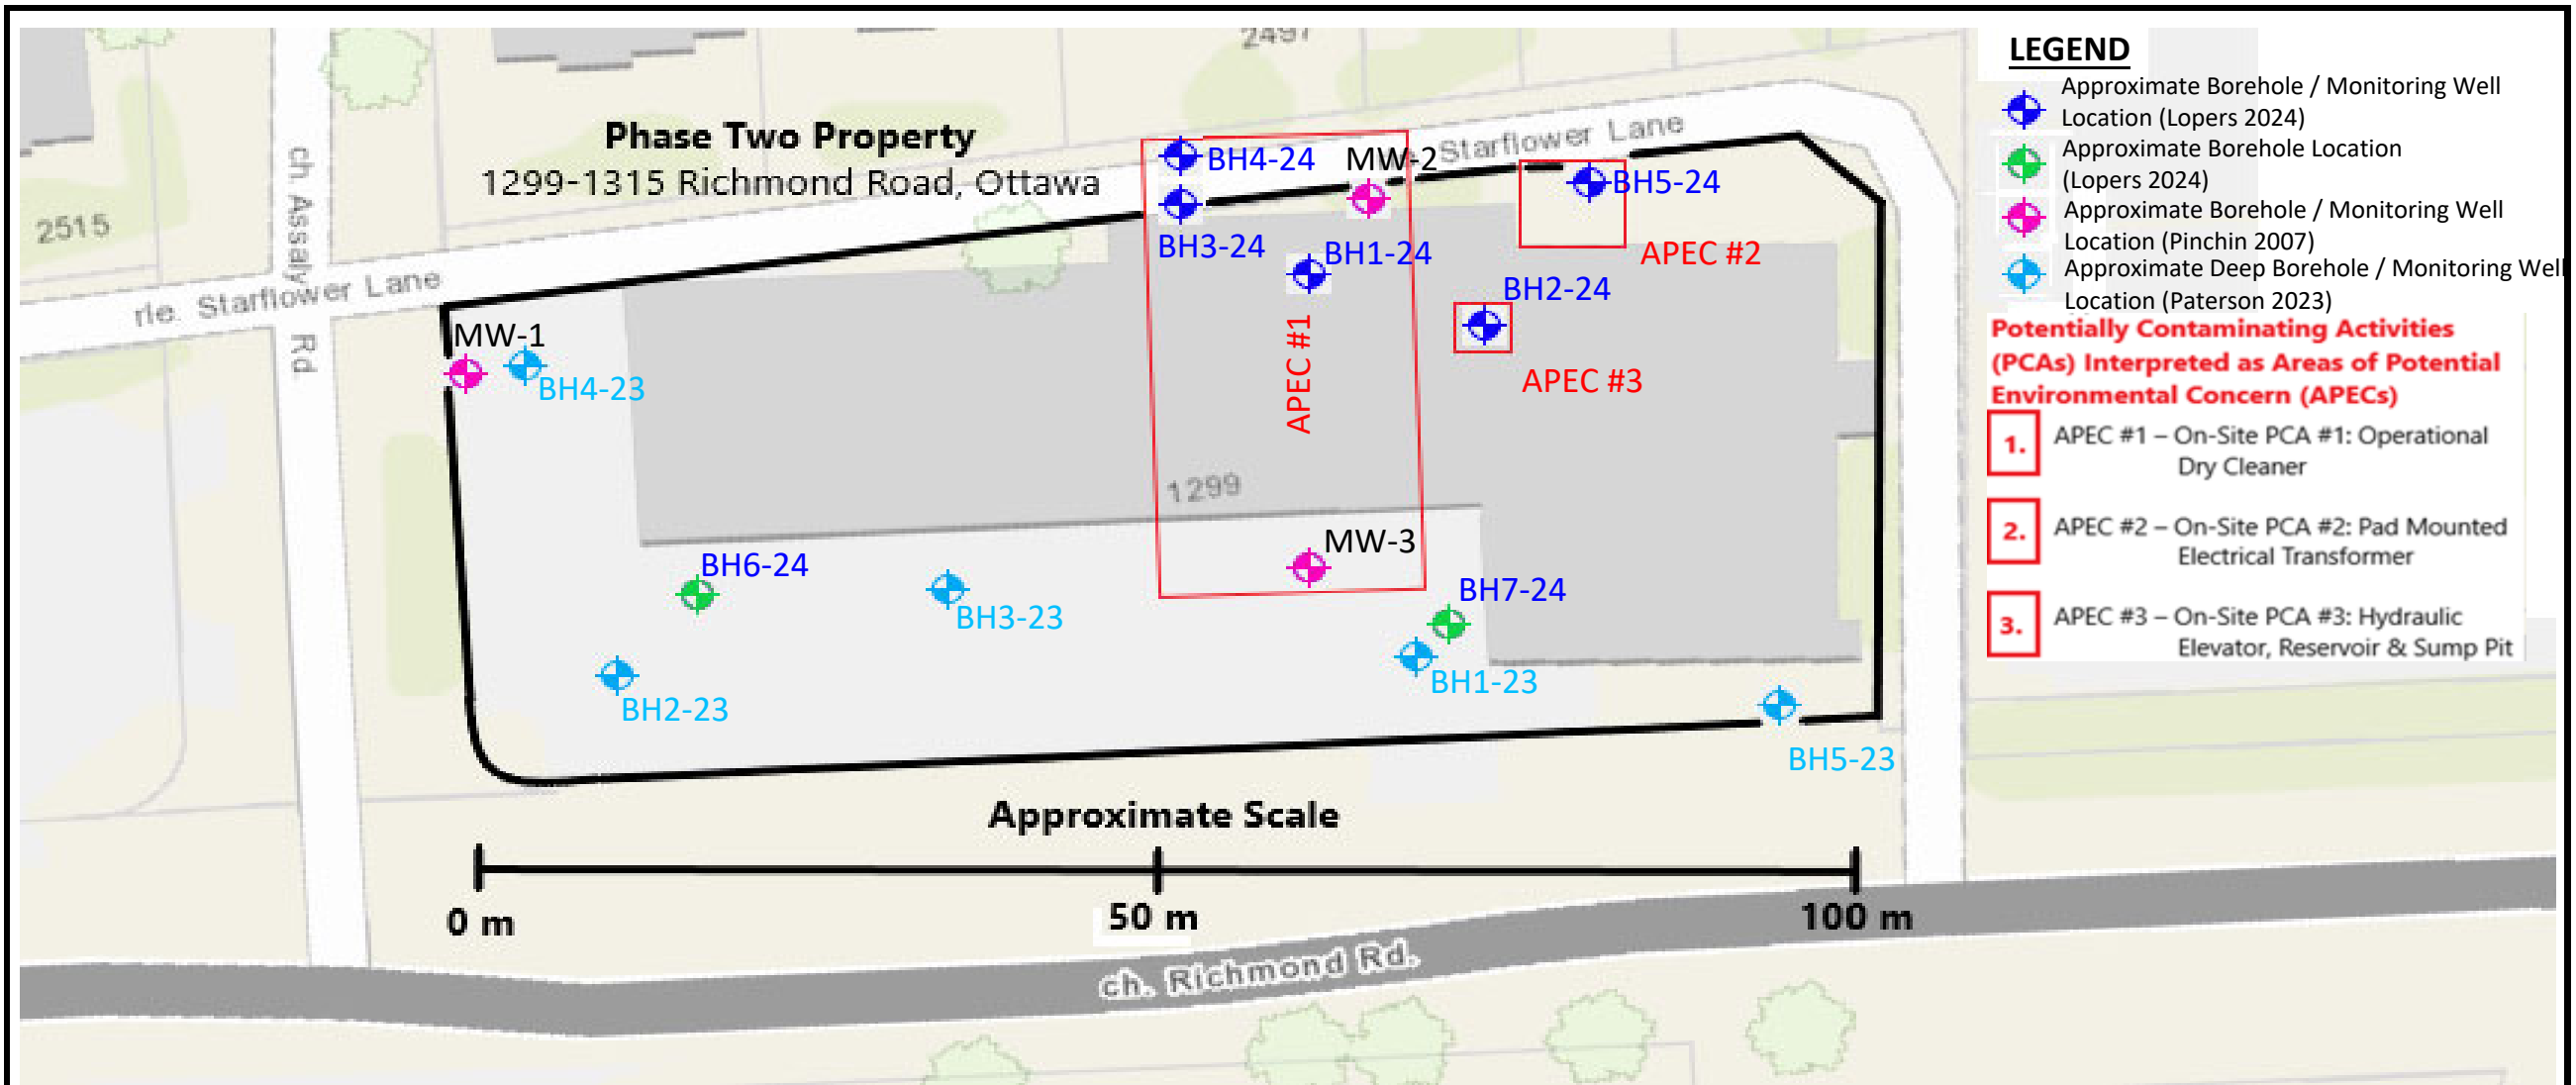 2497
LEGEND
Approximate Borehole / Monitoring Well
Location (Lopers 2024)
Approximate Borehole Location
(Lopers 2024)
Approximate Borehole / Monitoring Well
Location (Pinchin 2007)
Approximate Deep Borehole / Monitoring Well
Location (Paterson 2023)
Potentially Contaminating Activities
(PCAs) Interpreted as Areas of Potential
Environmental Concern (APECs)
1.
APEC #1 – On-Site PCA #1: Operational
Dry Cleaner
2.
APEC #2 – On-Site PCA #2: Pad Mounted
Electrical Transformer
3.
APEC #3 – On-Site PCA #3: Hydraulic
Elevator, Reservoir & Sump Pit
Phase Two Property
1299-1315 Richmond Road, Ottawa
Starflower Lane
BH4-24
MW-2
BH5-24
BH3-24
BH1-24
APEC #2
BH2-24
APEC #3
APEC #1
2515
ch. Assaly Rd.
rle. Starflower Lane
MW-1
BH4-23
1299
MW-3
BH6-24
BH3-23
BH7-24
BH2-23
BH1-23
BH5-23
Approximate Scale
0 m
50 m
100 m
ch. Richmond Rd.